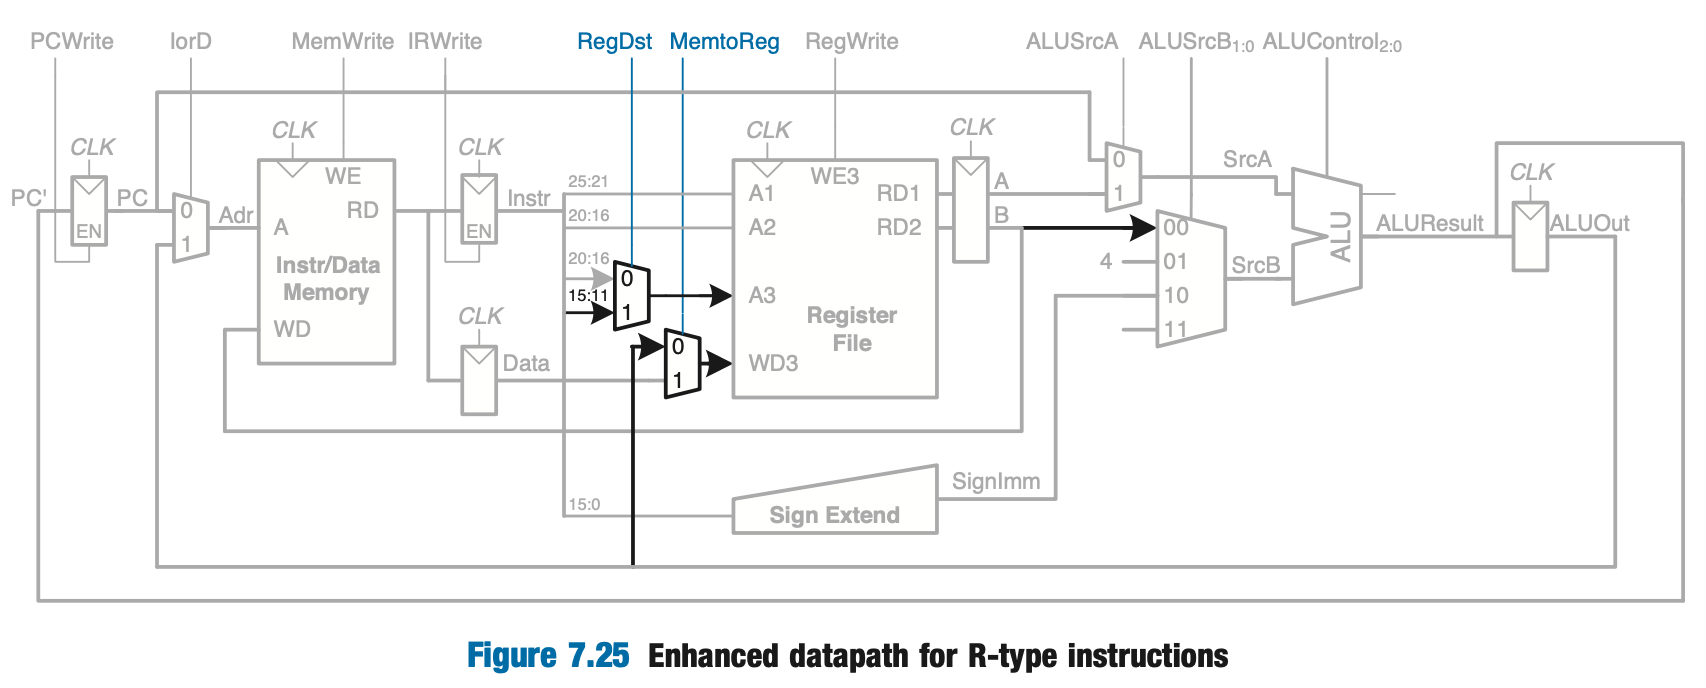 PCWrite IorD MemWrite IRWrite RegDst MemtoReg RegWrite ALUSrcA ALUSrcB1:0 ALUControl2:0
CLK CLK CLK CLK CLK CLK
PC' PC EN
0 1 Adr
WE A RD
Instr/Data
Memory
WD
EN Instr
CLK
Data
25:21
20:16
20:16
15:11
15:0
0
1
0
1
A1 WE3 RD1
A2 RD2
A3
Register
File
WD3
A
B
Sign Extend
SignImm
0
1
SrcA
00
4 01
10
11
SrcB
ALU
ALUResult
CLK
ALUOut
Figure 7.25 Enhanced datapath for R-type instructions